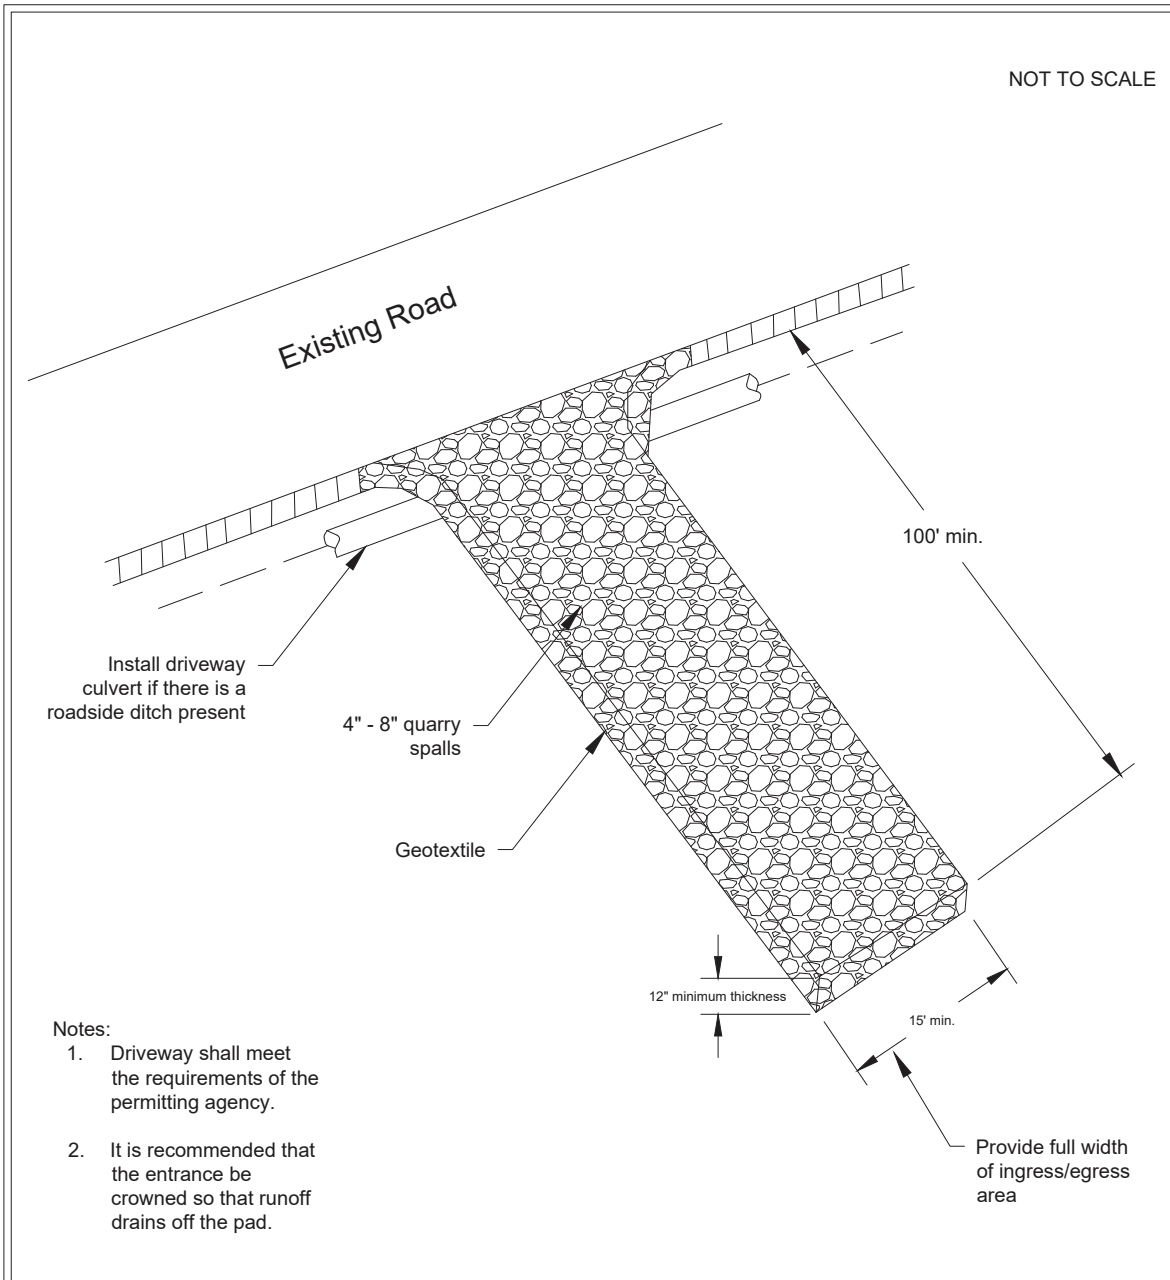 NOT TO SCALE
Existing Road
100' min.
Install driveway
culvert if there is a
roadside ditch present
4" - 8" quarry
spalls
Geotextile
12" minimum thickness
15' min.
Provide full width
of ingress/egress
area
Notes:
1. Driveway shall meet
the requirements of the
permitting agency.
2. It is recommended that
the entrance be
crowned so that runoff
drains off the pad.